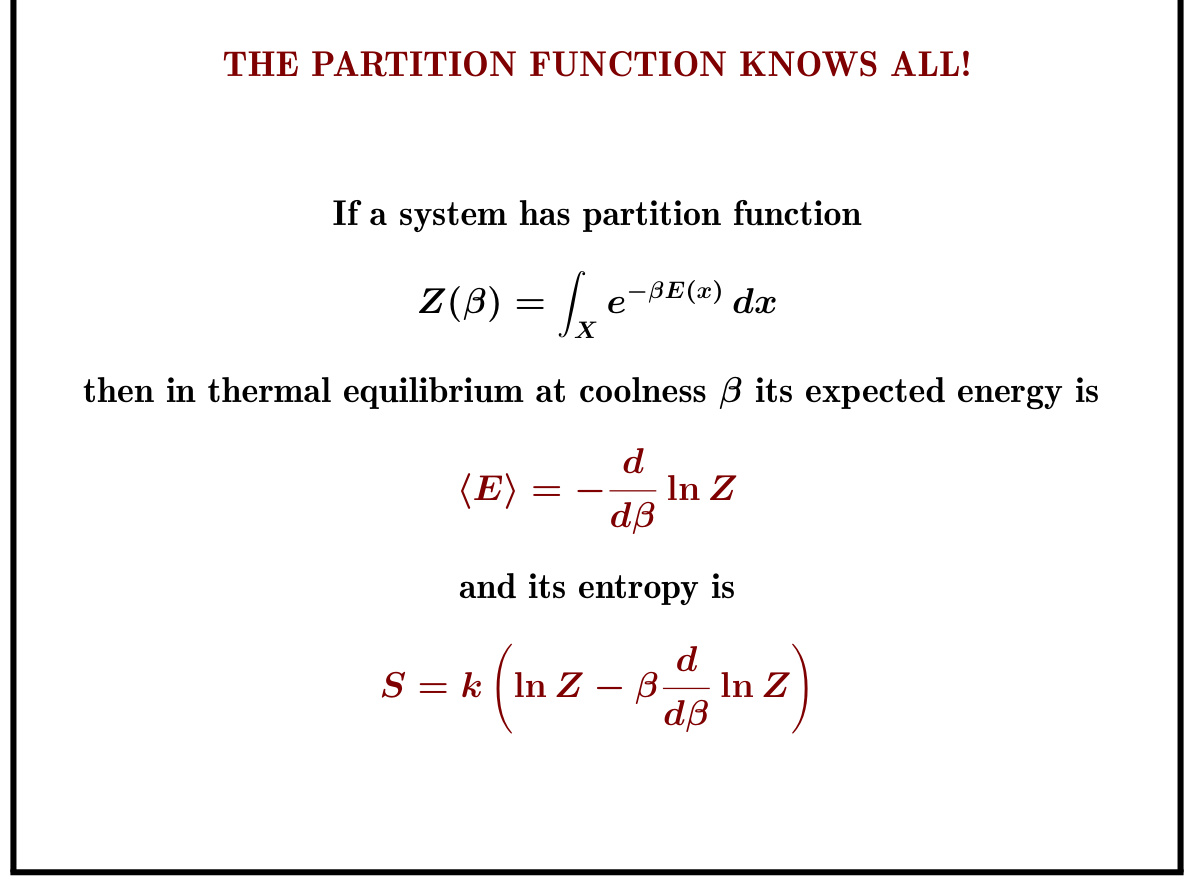 THE PARTITION FUNCTION KNOWS ALL!
If a system has partition function
$Z(\beta) = \int_X e^{-\beta E(x)} \, dx$
then in thermal equilibrium at coolness $\beta$ its expected energy is
$\langle E \rangle = -\frac{d}{d\beta} \ln Z$
and its entropy is
$S = k \left( \ln Z - \beta \frac{d}{d\beta} \ln Z \right)$